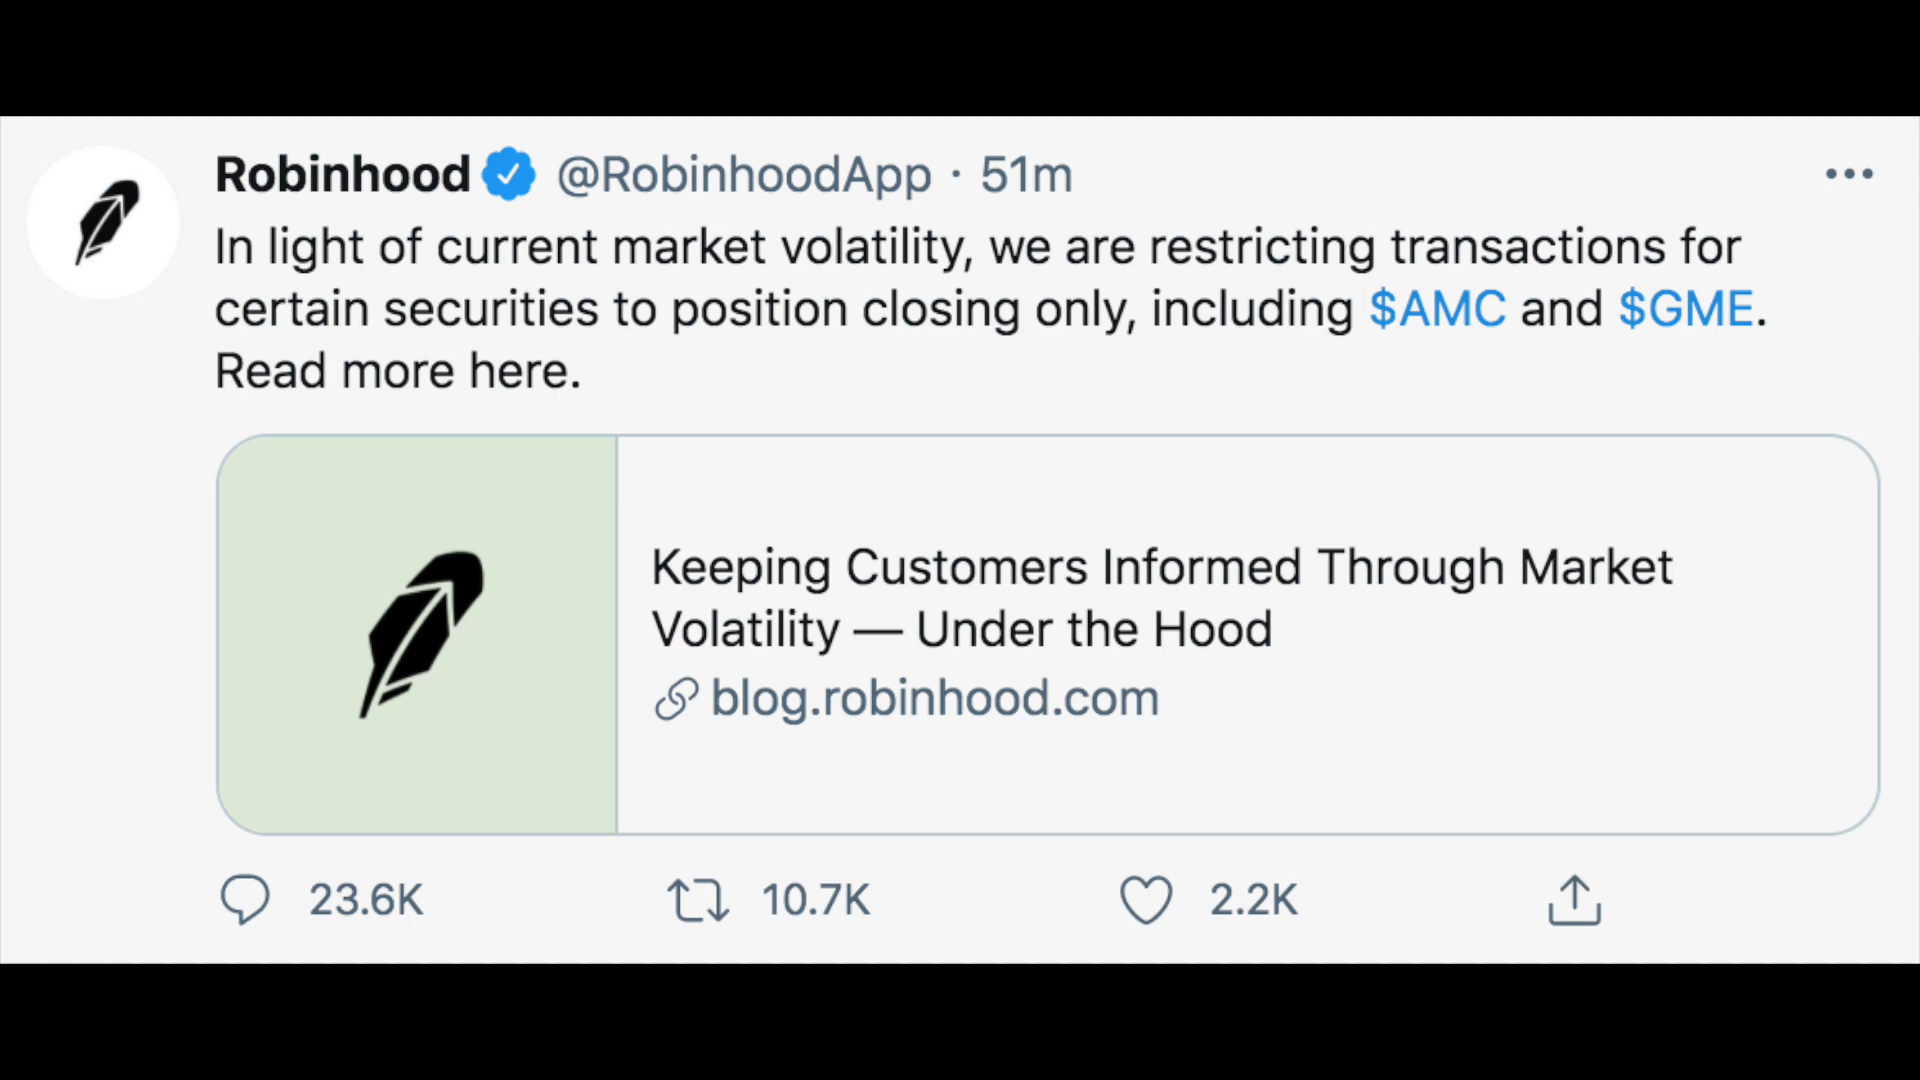 Robinhood @RobinhoodApp · 51m
In light of current market volatility, we are restricting transactions for
certain securities to position closing only, including $AMC and $GME.
Read more here.
Keeping Customers Informed Through Market
Volatility — Under the Hood
blog.robinhood.com
23.6K 10.7K 2.2K